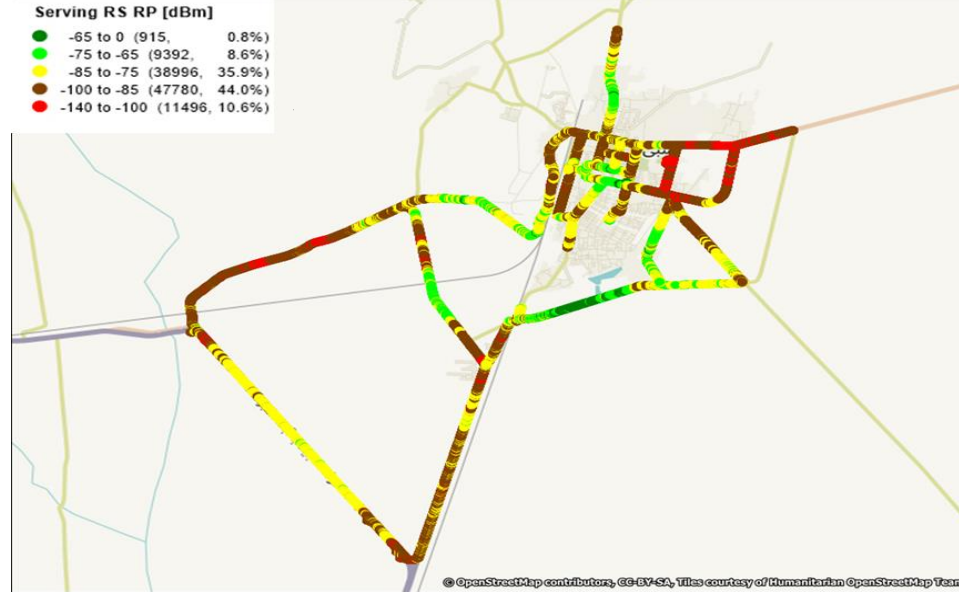 Serving RS RP [dBm]
-65 to 0 (915, 0.8%)
-75 to -65 (9392, 8.6%)
-85 to -75 (38996, 35.9%)
-100 to -85 (47780, 44.0%)
-140 to -100 (11496, 10.6%)
© OpenStreetMap contributors, CC-BY-SA, Tiles courtesy of Humanitarian OpenStreetMap Team